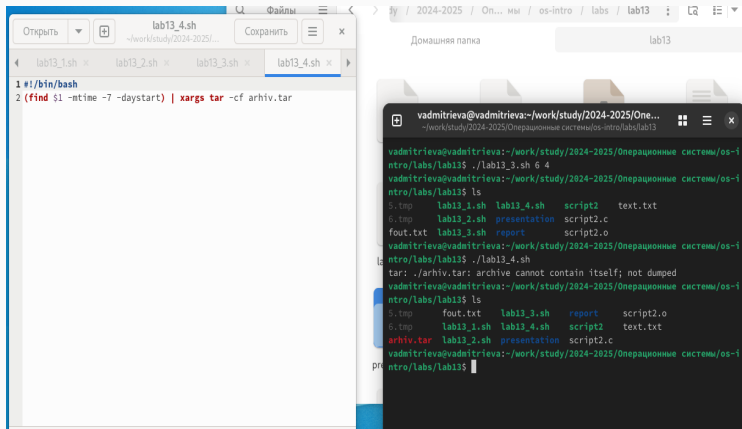 Файлы
Открыть
lab13_4.sh
~/work/study/2024-2025/...
Сохранить
lab13_1.sh
lab13_2.sh
lab13_3.sh
lab13_4.sh
1 #!/bin/bash
2 (find $1 -mtime -7 -daystart) | xargs tar -cf arhiv.tar
/ 2024-2025 / Оп... мы / os-intro / labs / lab13
Домашняя папка
lab13
vadmitrieva@vadmitrieva:~/work/study/2024-2025/Опе...
~/work/study/2024-2025/Операционные системы/os-intro/labs/lab13
vadmitrieva@vadmitrieva:~/work/study/2024-2025/Операционные системы/os-i
ntro/labs/lab13$ ./lab13_3.sh 6 4
vadmitrieva@vadmitrieva:~/work/study/2024-2025/Операционные системы/os-i
ntro/labs/lab13$ ls
5.tmp lab13_1.sh lab13_4.sh script2 text.txt
6.tmp lab13_2.sh presentation script2.c
fout.txt lab13_3.sh report script2.o
vadmitrieva@vadmitrieva:~/work/study/2024-2025/Операционные системы/os-i
ntro/labs/lab13$ ./lab13_4.sh
tar: ./arhiv.tar: archive cannot contain itself; not dumped
vadmitrieva@vadmitrieva:~/work/study/2024-2025/Операционные системы/os-i
ntro/labs/lab13$ ls
5.tmp fout.txt lab13_3.sh report script2.o
6.tmp lab13_1.sh lab13_4.sh script2 text.txt
arhiv.tar lab13_2.sh presentation script2.c
vadmitrieva@vadmitrieva:~/work/study/2024-2025/Операционные системы/os-i
ntro/labs/lab13$